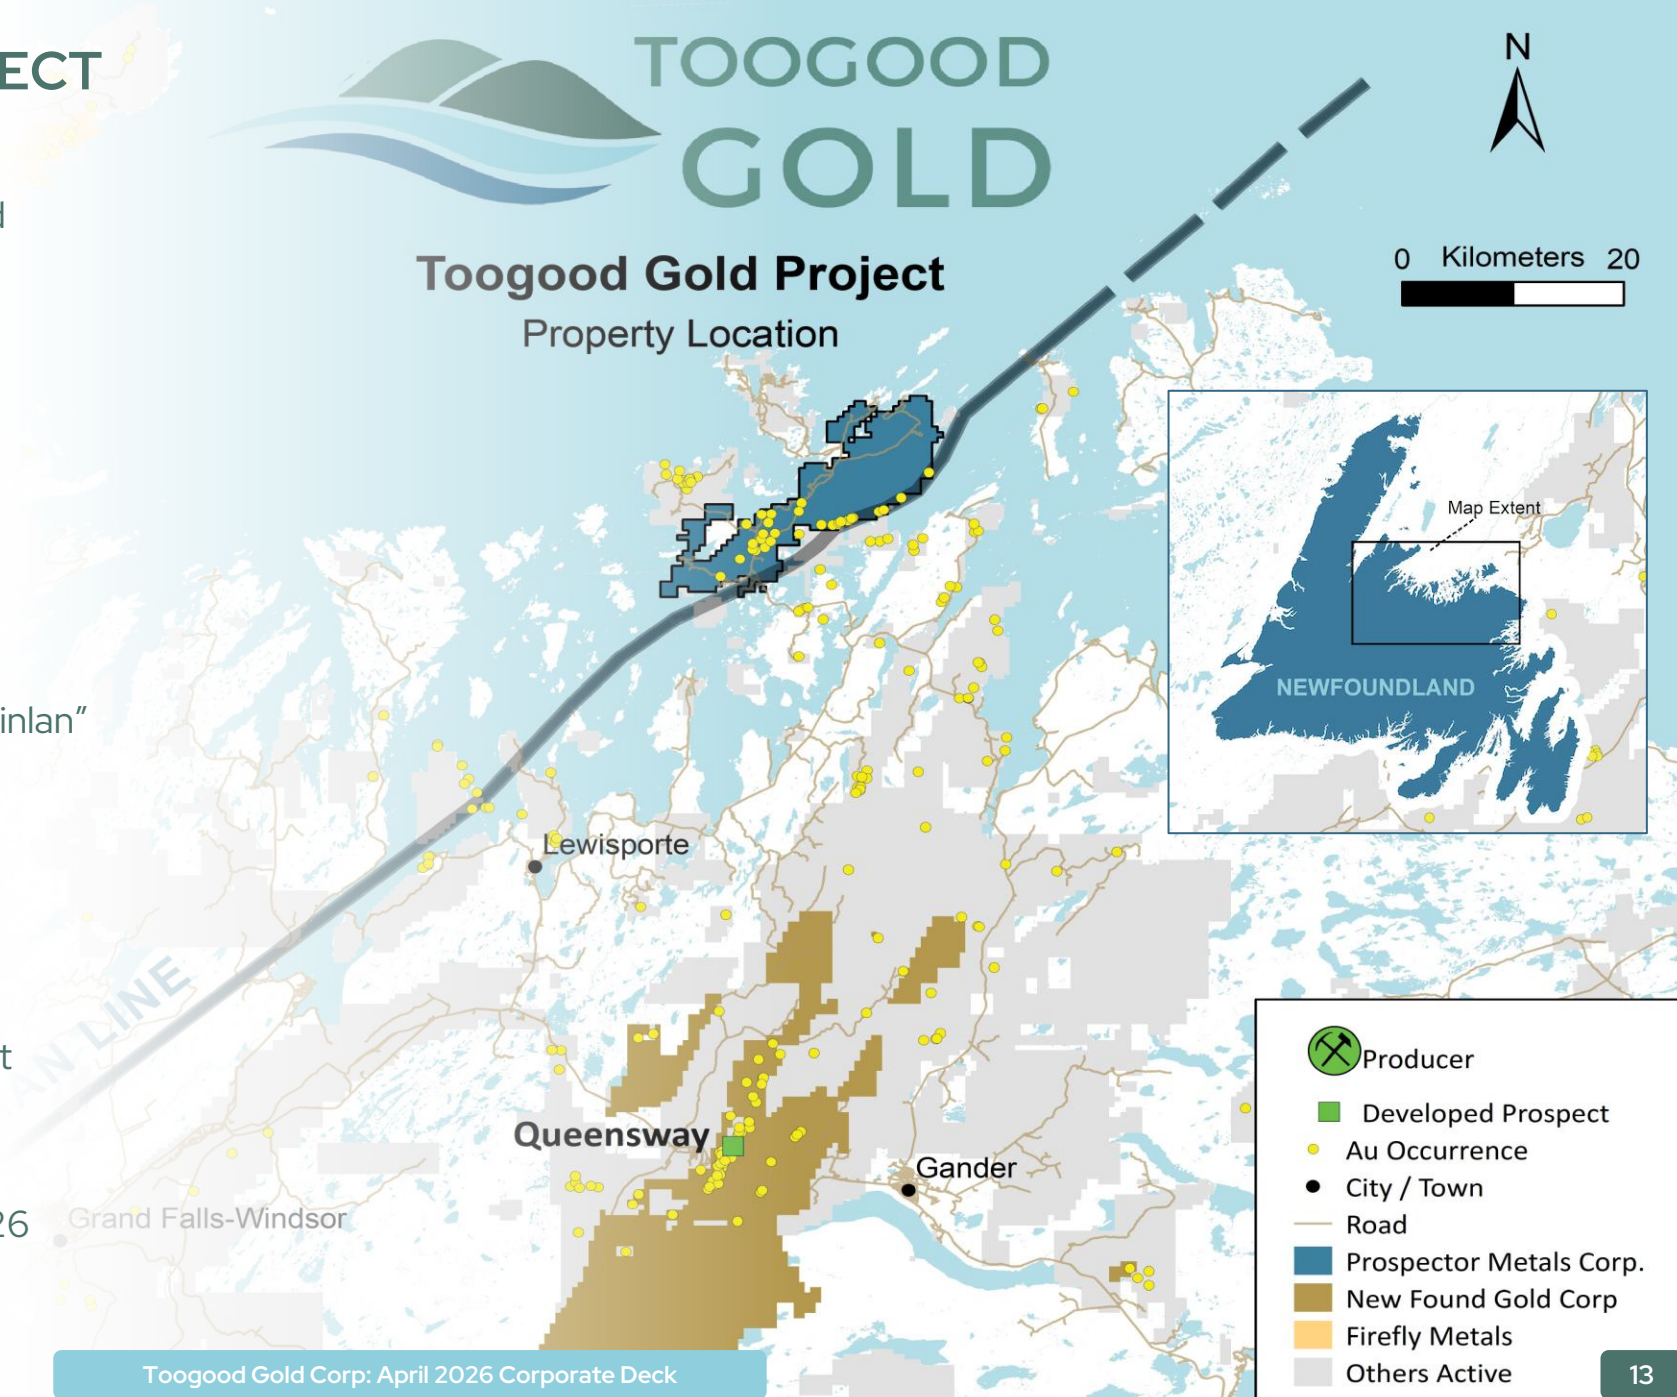 ECT
TOOGOOD
GOLD
N
d
Toogood Gold Project
Property Location
0 Kilometers 20
Map Extent
NEWFOUNDLAND
inlan”
Lewisporte
AN LINE
t
Queensway
Gander
26
Grand Falls-Windsor
Producer
Developed Prospect
Au Occurrence
City / Town
Road
Prospector Metals Corp.
New Found Gold Corp
Firefly Metals
Others Active
Toogood Gold Corp: April 2026 Corporate Deck
13